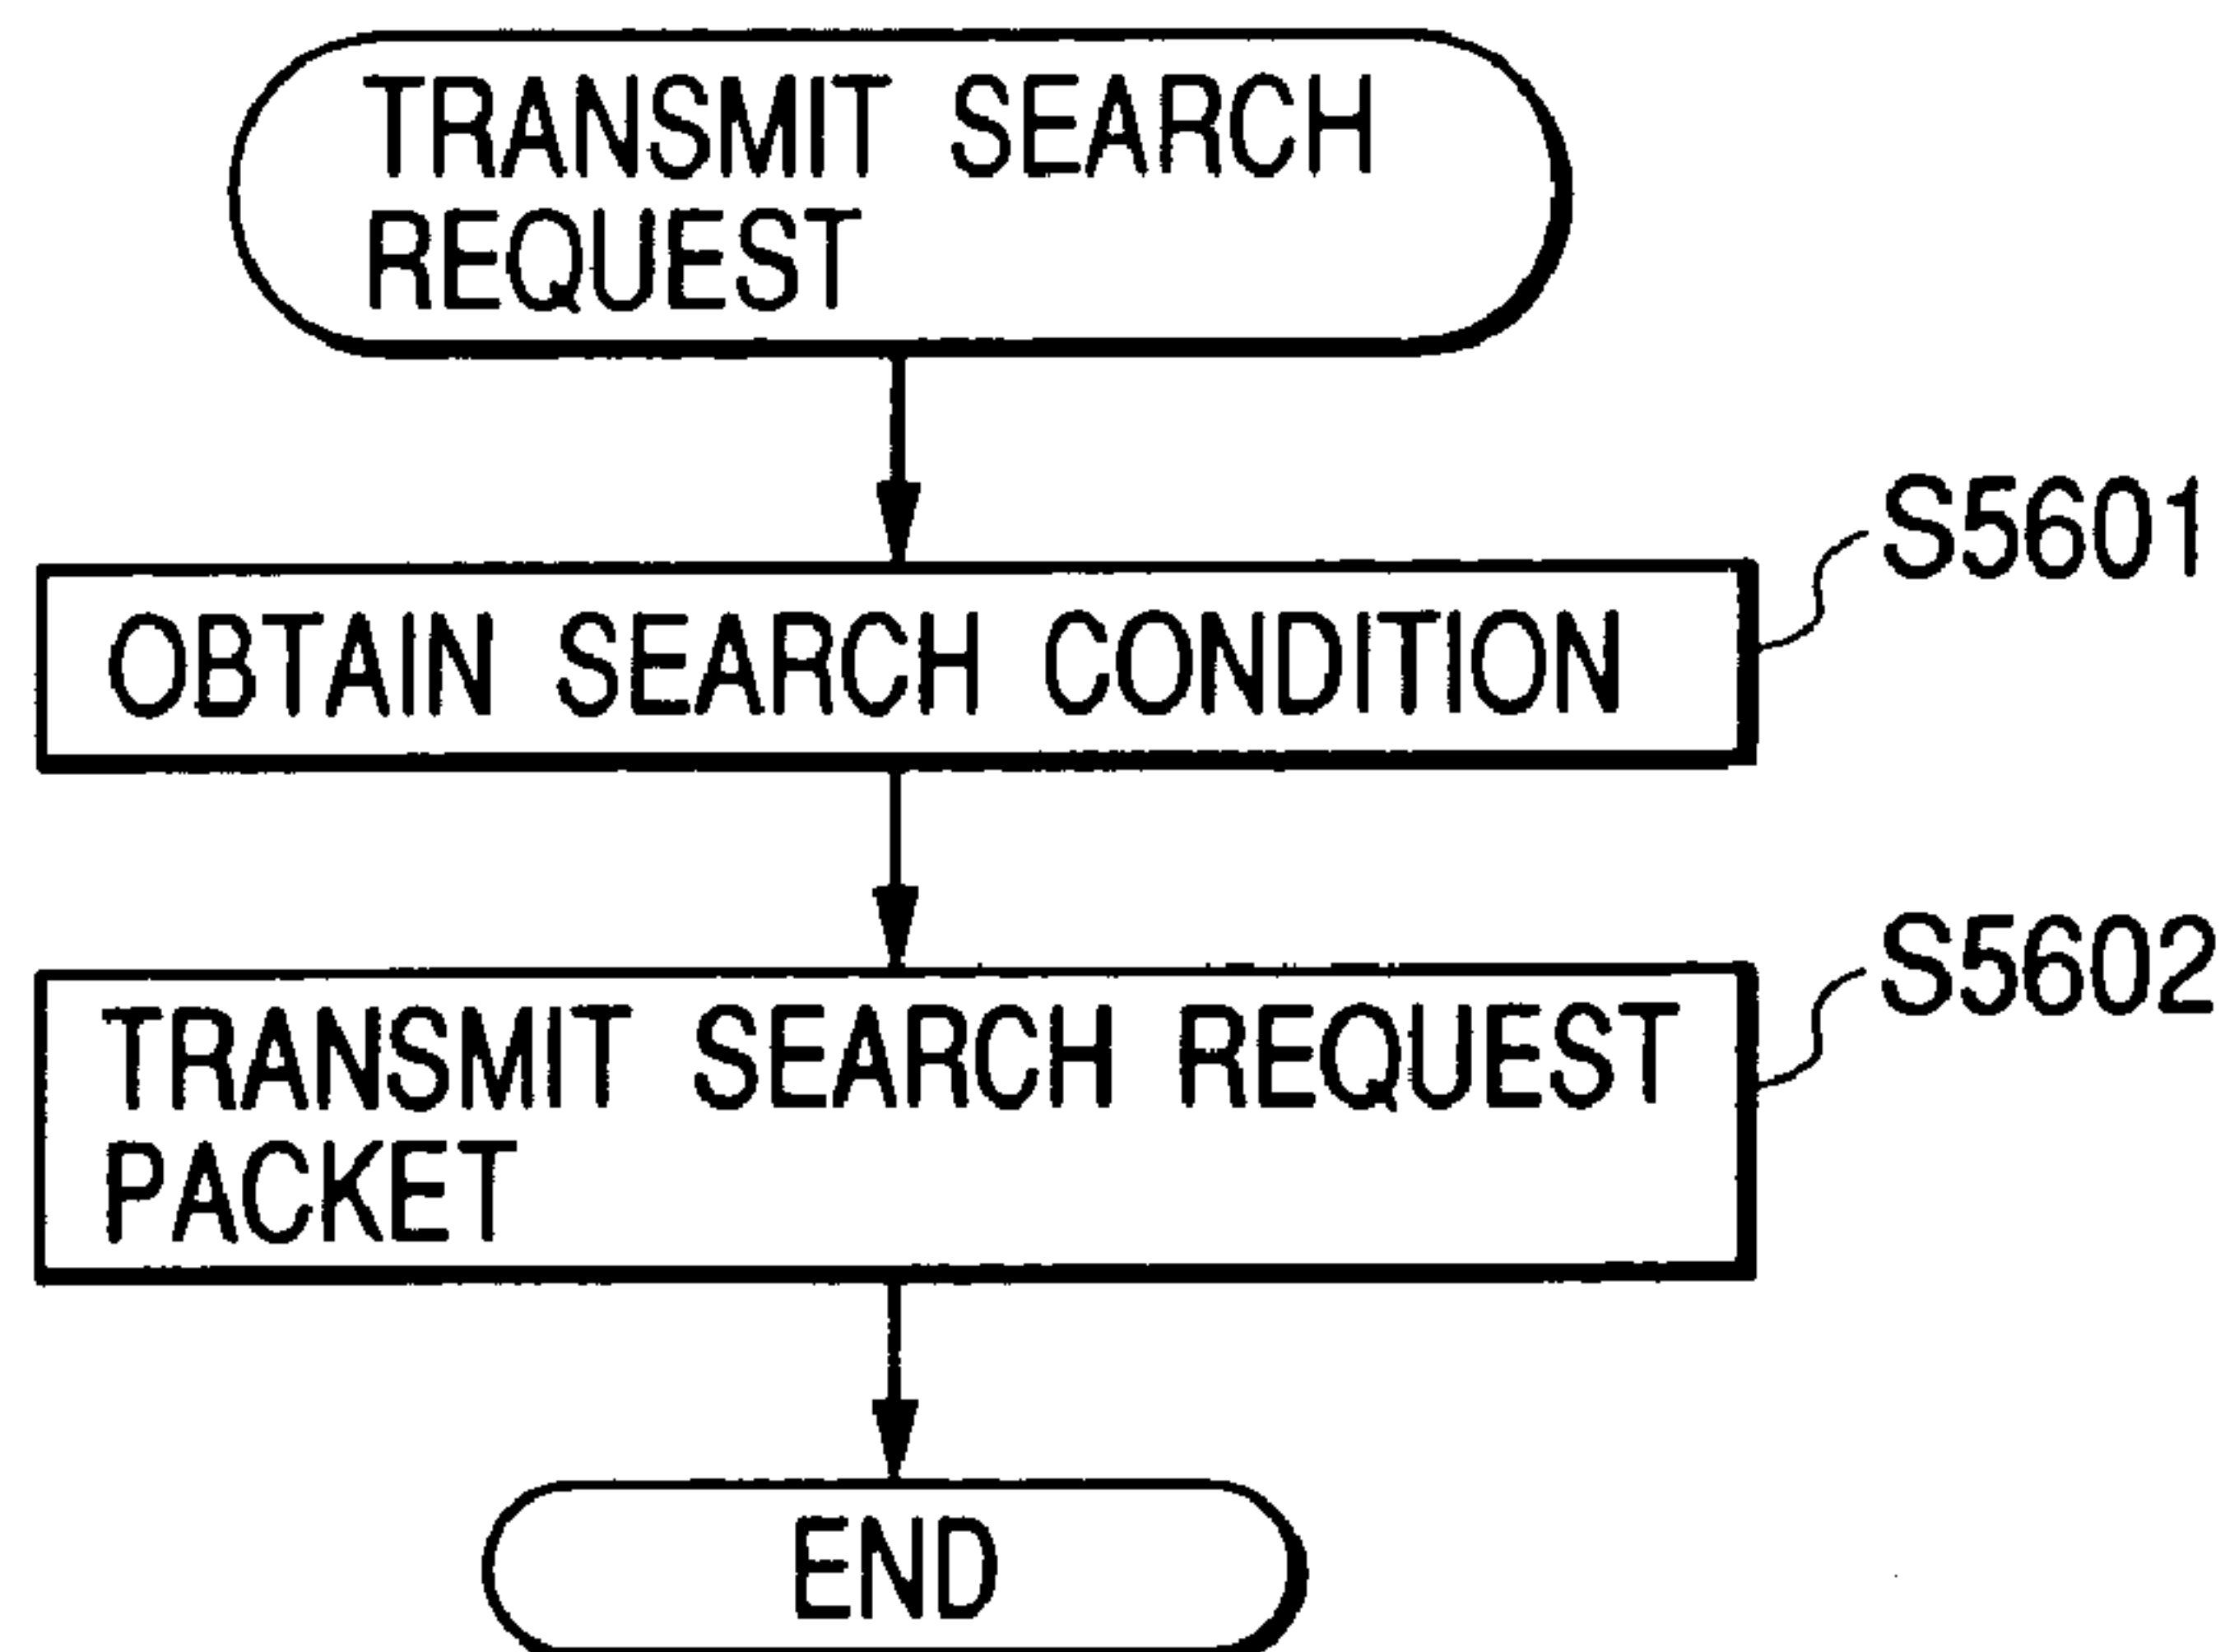 TRANSMIT SEARCH
REQUEST
S5601
OBTAIN SEARCH CONDITION
S5602
TRANSMIT SEARCH REQUEST
PACKET
END